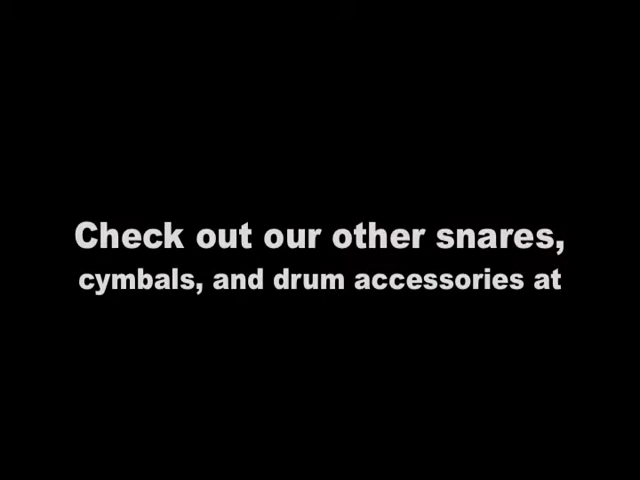 Check out our other snares,
cymbals, and drum accessories at